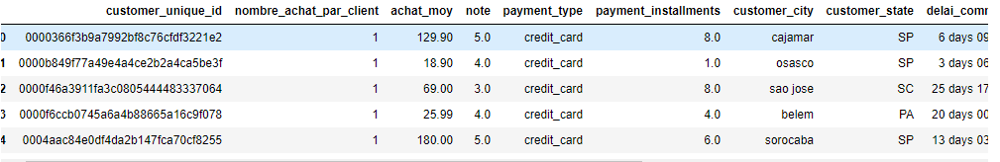 customer_unique_id nombre_achat_par_client achat_moy note payment_type payment_installments customer_city customer_state delai_comm
0 0000366f3b9a7992bf8c76cfdf3221e2 1 129.90 5.0 credit_card 8.0 cajamar SP 6 days 09
1 0000b849f77a49e4a4ce2b2a4ca5be3f 1 18.90 4.0 credit_card 1.0 osasco SP 3 days 06
2 0000f46a3911fa3c0805444483337064 1 69.00 3.0 credit_card 8.0 sao jose SC 25 days 17
3 0000f6ccb0745a6a4b88665a16c9f078 1 25.99 4.0 credit_card 4.0 belem PA 20 days 00
4 0004aac84e0df4da2b147fca70cf8255 1 180.00 5.0 credit_card 6.0 sorocaba SP 13 days 03